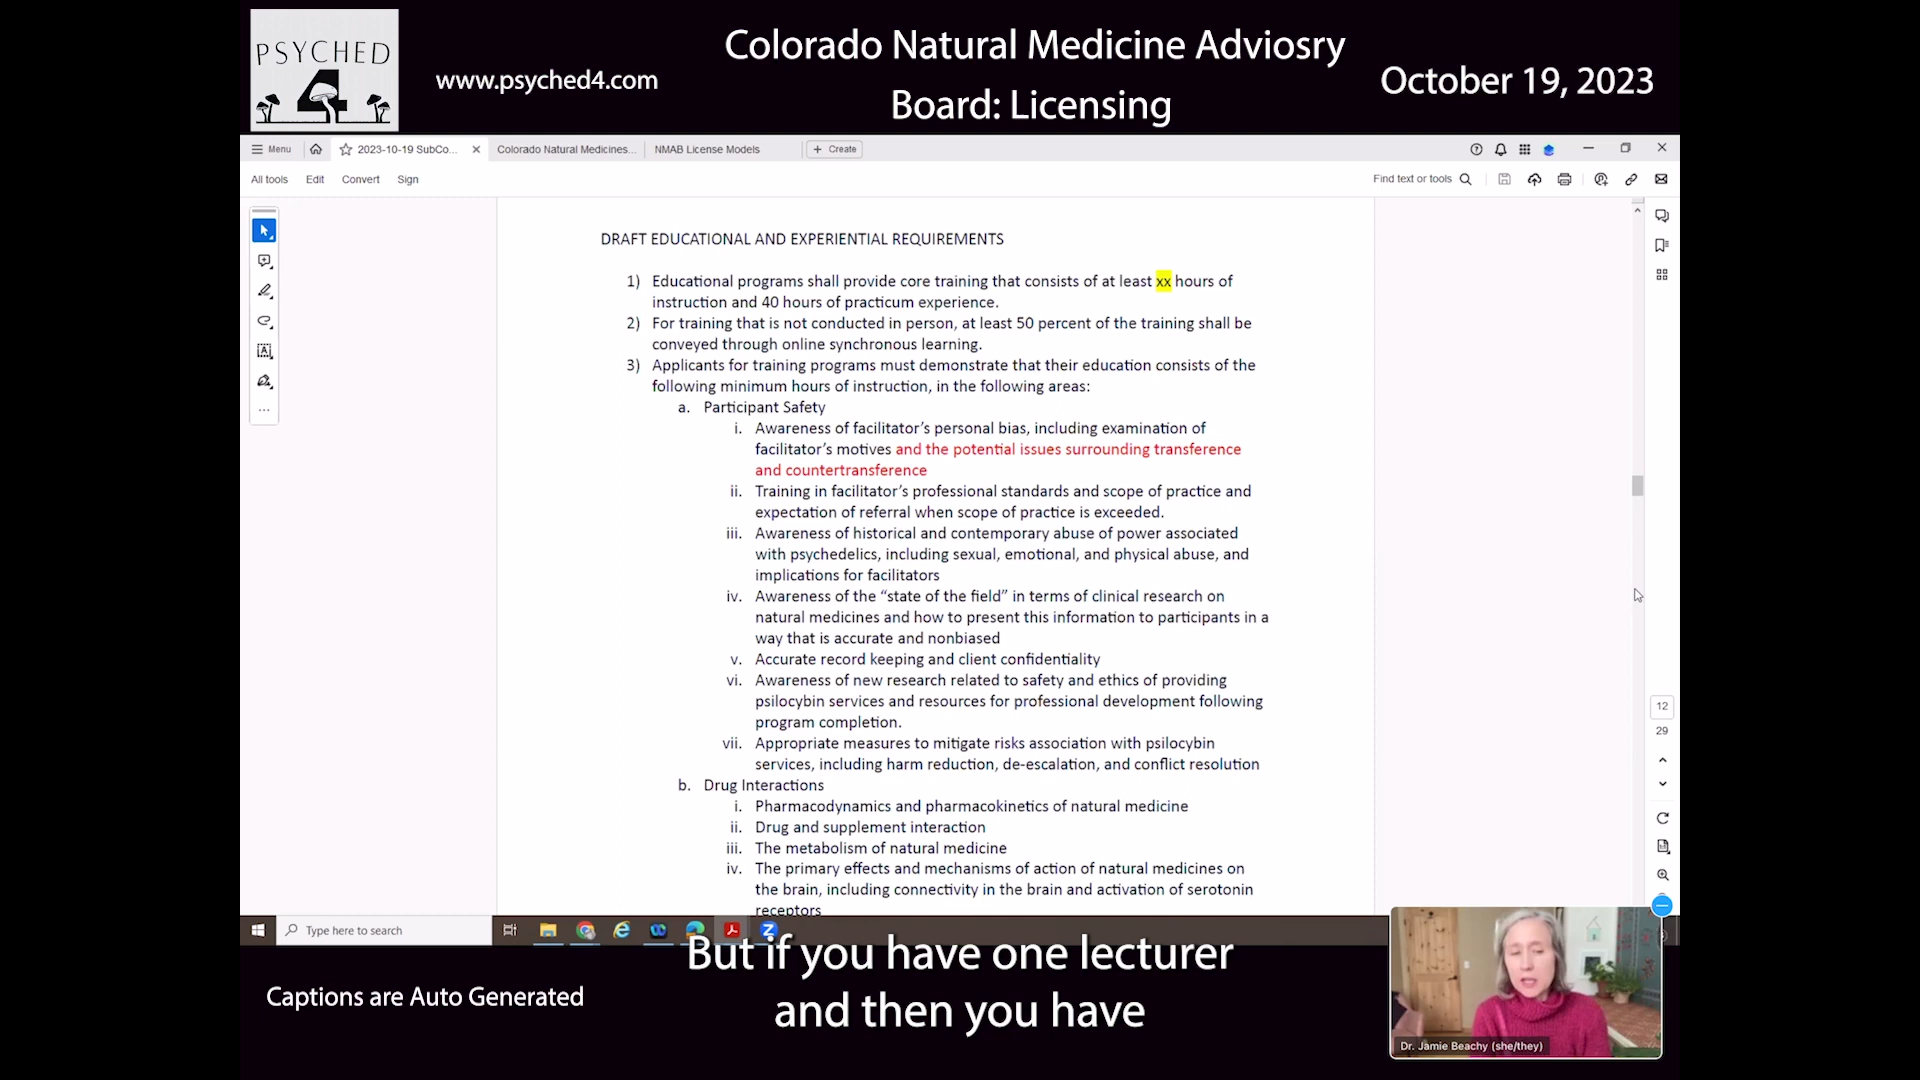 PSYCHED
4
www.psyched4.com
Colorado Natural Medicine Adviosry
Board: Licensing
October 19, 2023
Menu
2023-10-19 SubCo...
Colorado Natural Medicines...
NMAB License Models
Create
All tools
Edit
Convert
Sign
Find text or tools
DRAFT EDUCATIONAL AND EXPERIENTIAL REQUIREMENTS
1) Educational programs shall provide core training that consists of at least xx hours of
instruction and 40 hours of practicum experience.
2) For training that is not conducted in person, at least 50 percent of the training shall be
conveyed through online synchronous learning.
3) Applicants for training programs must demonstrate that their education consists of the
following minimum hours of instruction, in the following areas:
a. Participant Safety
i. Awareness of facilitator’s personal bias, including examination of
facilitator’s motives and the potential issues surrounding transference
and countertransference
ii. Training in facilitator’s professional standards and scope of practice and
expectation of referral when scope of practice is exceeded.
iii. Awareness of historical and contemporary abuse of power associated
with psychedelics, including sexual, emotional, and physical abuse, and
implications for facilitators
iv. Awareness of the “state of the field” in terms of clinical research on
natural medicines and how to present this information to participants in a
way that is accurate and nonbiased
v. Accurate record keeping and client confidentiality
vi. Awareness of new research related to safety and ethics of providing
psilocybin services and resources for professional development following
program completion.
vii. Appropriate measures to mitigate risks association with psilocybin
services, including harm reduction, de-escalation, and conflict resolution
b. Drug Interactions
i. Pharmacodynamics and pharmacokinetics of natural medicine
ii. Drug and supplement interaction
iii. The metabolism of natural medicine
iv. The primary effects and mechanisms of action of natural medicines on
the brain, including connectivity in the brain and activation of serotonin
receptors
12
29
Type here to search
But if you have one lecturer
and then you have
Captions are Auto Generated
Dr. Jamie Beachy (she/they)